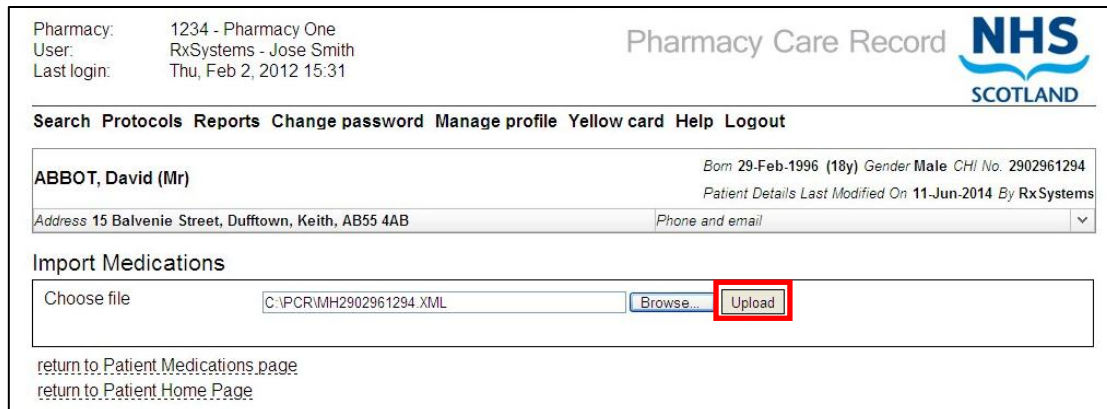 Pharmacy: 1234 - Pharmacy One
User: RxSystems - Jose Smith
Last login: Thu, Feb 2, 2012 15:31
Pharmacy Care Record
NHS
SCOTLAND
Search Protocols Reports Change password Manage profile Yellow card Help Logout
ABBOT, David (Mr)
Born 29-Feb-1996 (18y) Gender Male CHI No. 2902961294
Patient Details Last Modified On 11-Jun-2014 By RxSystems
Address 15 Balvenie Street, Dufftown, Keith, AB55 4AB
Phone and email
Import Medications
Choose file C:\PCR\MH2902961294.XML Browse... Upload
return to Patient Medications page
return to Patient Home Page